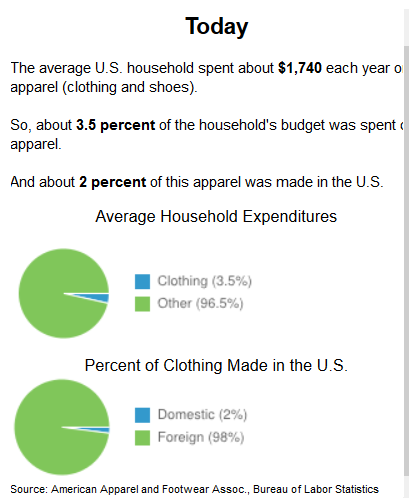 Today
The average U.S. household spent about $1,740 each year o
apparel (clothing and shoes).
So, about 3.5 percent of the household's budget was spent o
apparel.
And about 2 percent of this apparel was made in the U.S.
Average Household Expenditures
Clothing (3.5%)
Other (96.5%)
Percent of Clothing Made in the U.S.
Domestic (2%)
Foreign (98%)
Source: American Apparel and Footwear Assoc., Bureau of Labor Statistics